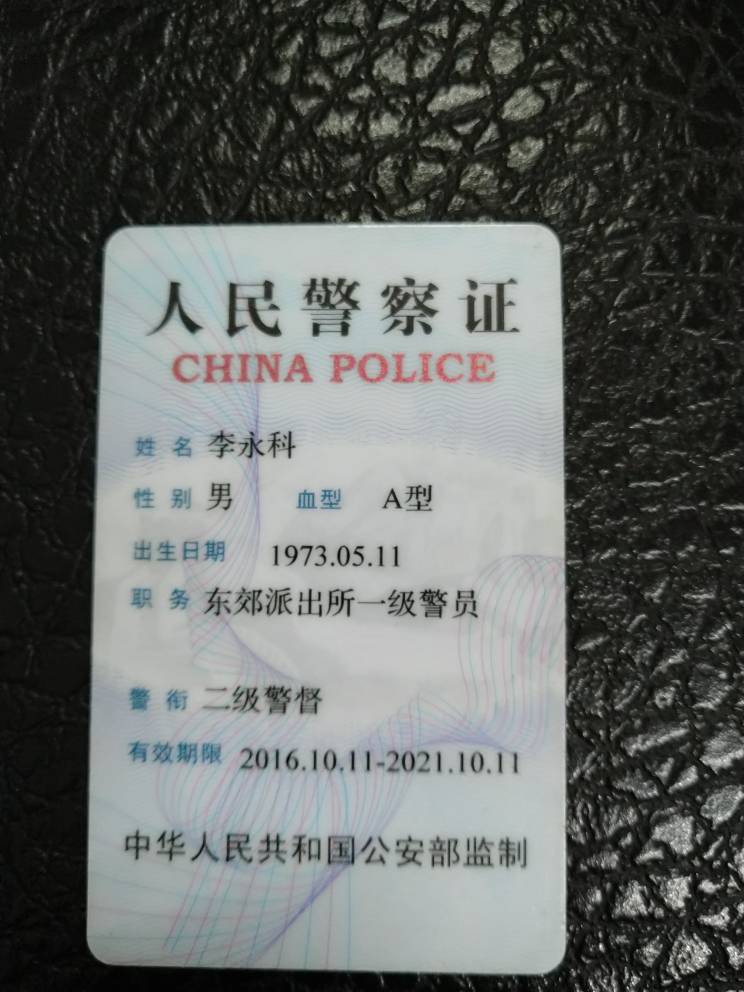 人民警察证
CHINA POLICE
姓名 李永科
性别 男 血型 A型
出生日期 1973.05.11
职务 东郊派出所一级警员
警衔 二级警督
有效期限 2016.10.11-2021.10.11
中华人民共和国公安部监制